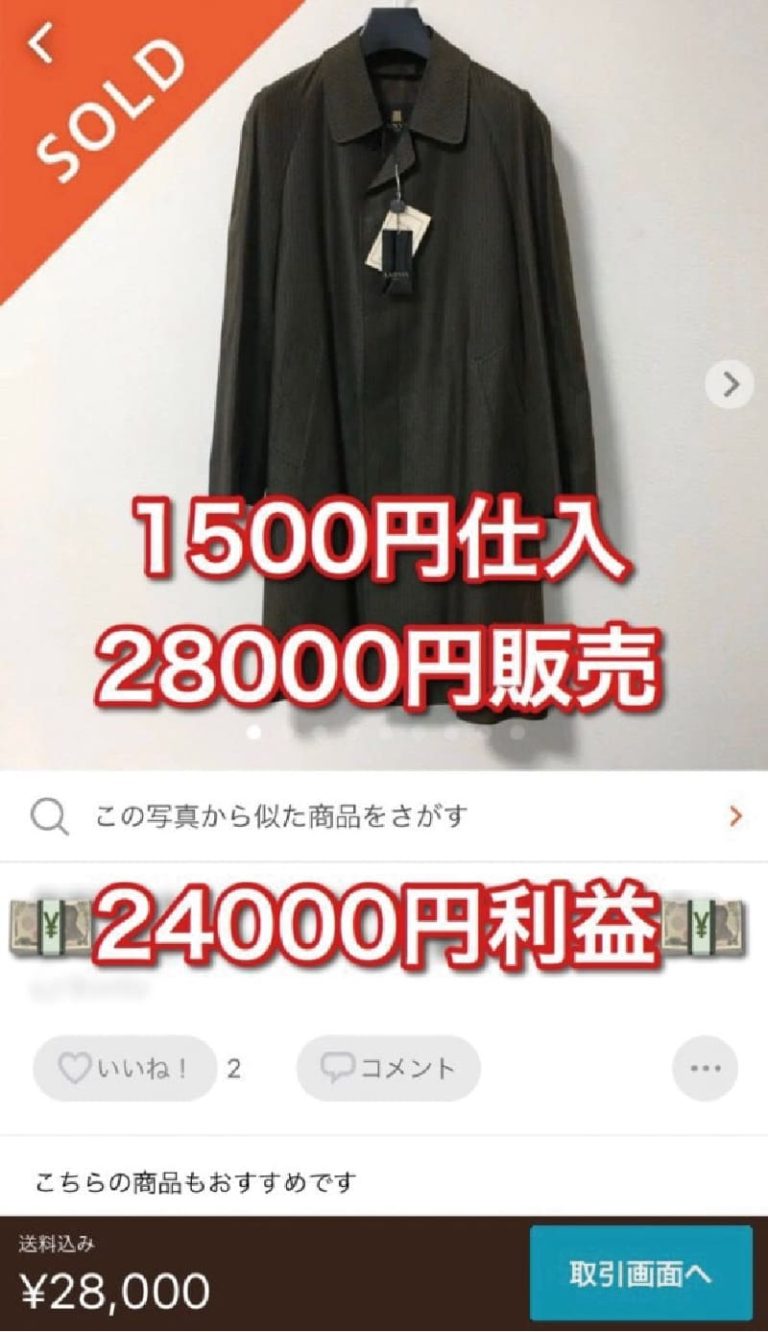 SOLD
1500円仕入
28000円販売
この写真から似た商品をさがす
24000円利益
いいね！ 2
コメント
こちらの商品もおすすめです
送料込み
¥28,000
取引画面へ